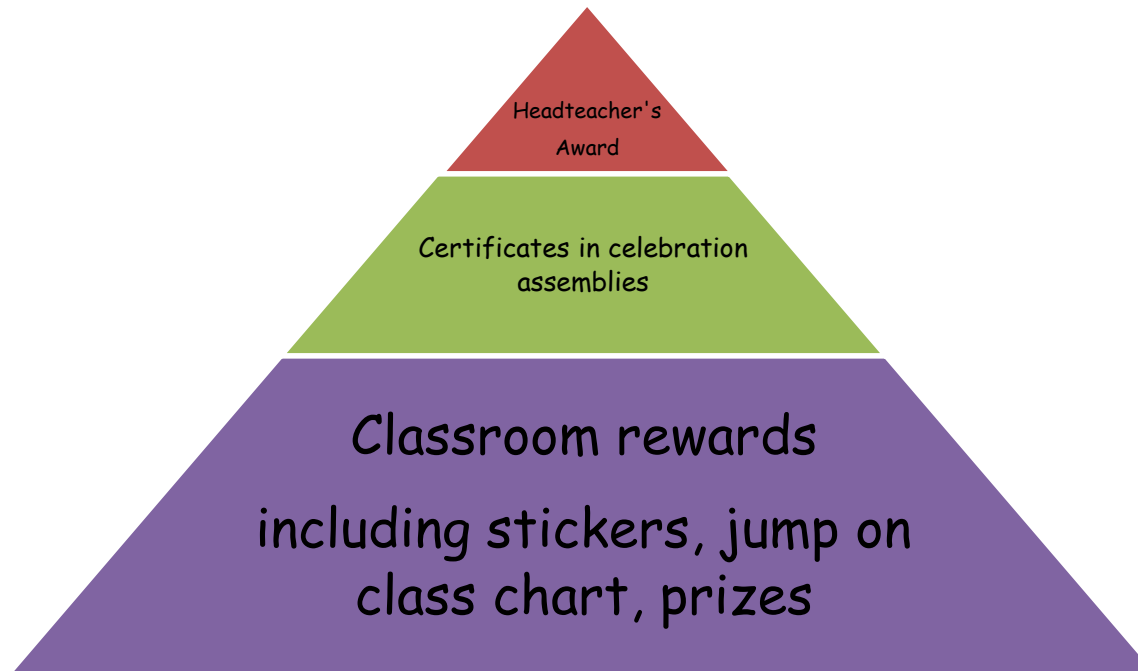 Headteacher's
Award
Certificates in celebration
assemblies
Classroom rewards
including stickers, jump on
class chart, prizes